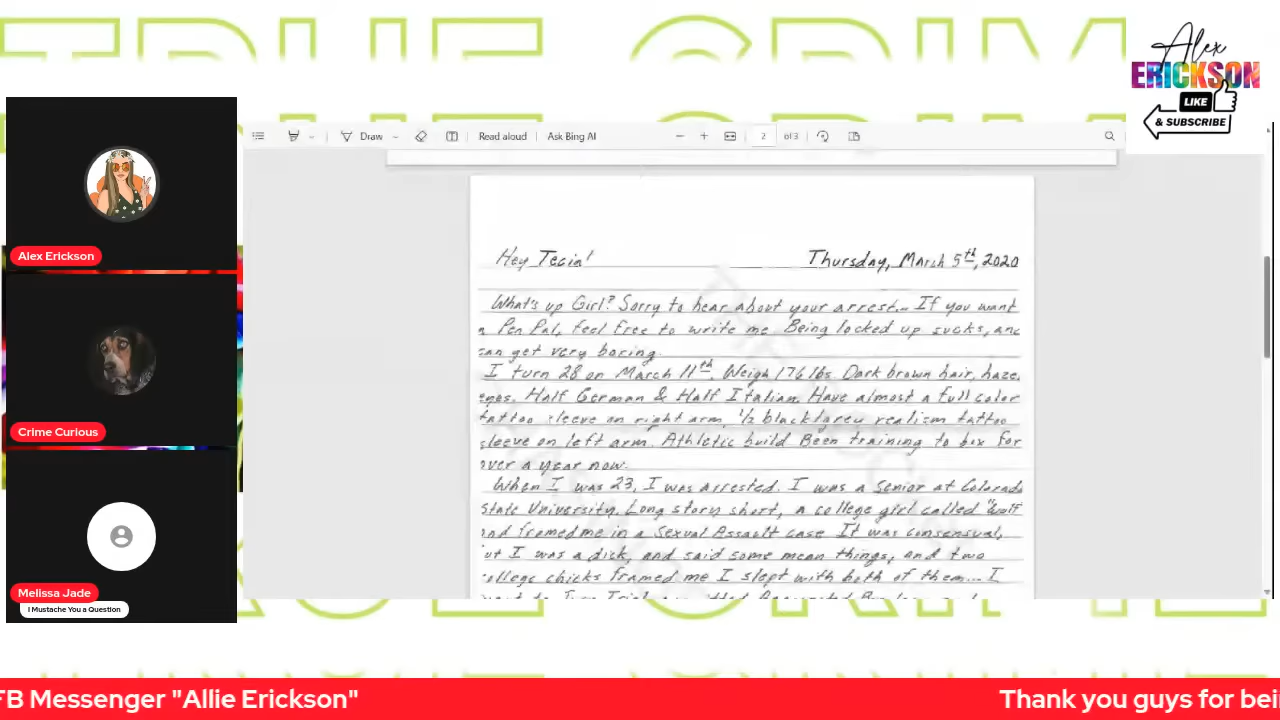 TRUE CRIME
Alex
ERICKSON
LIKE
& SUBSCRIBE
Draw
Read aloud
Ask Bing AI
2
of 3
Alex Erickson
Crime Curious
Melissa Jade
I Mustache You a Question
Hey Tecia!
Thursday, March 5th, 2020
What's up Girl? Sorry to hear about your arrest... If you want
a Pen Pal, feel free to write me. Being locked up sucks, and
can get very boring.
I turn 28 on March 11th. Weigh 176 lbs. Dark brown hair, haze
eyes. Half German & Half Italian. Have almost a full color
tattoo sleeve on right arm, 1/2 black/grey realism tattoo
sleeve on left arm. Athletic build. Been training to box for
over a year now.
When I was 23, I was arrested. I was a Senior at Colorado
State University. Long story short, a college girl called "wolf
and framed me in a Sexual Assault case. It was consensual,
ut I was a dick, and said some mean things, and two
college chicks framed me. I slept with both of them... I
TRUE CRIME
FB Messenger "Allie Erickson"
Thank you guys for bei